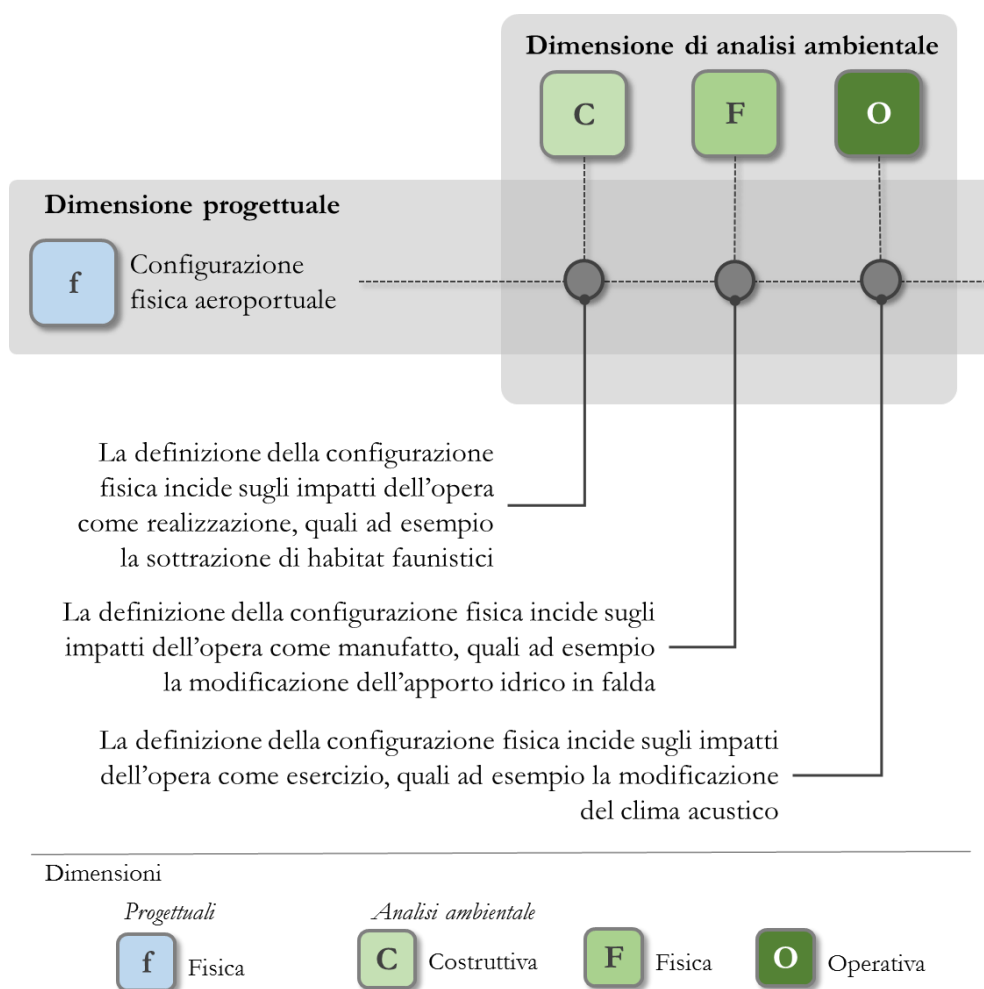 Dimensione di analisi ambientale
C F O
Dimensione progettuale
f
Configurazione
fisica aeroportuale
La definizione della configurazione
fisica incide sugli impatti dell’opera
come realizzazione, quali ad esempio
la sottrazione di habitat faunistici
La definizione della configurazione fisica incide sugli
impatti dell’opera come manufatto, quali ad esempio
la modificazione dell’apporto idrico in falda
La definizione della configurazione fisica incide sugli impatti
dell’opera come esercizio, quali ad esempio la modificazione
del clima acustico
Dimensioni
Progettuali Analisi ambientale
f Fisica C Costruttiva F Fisica O Operativa